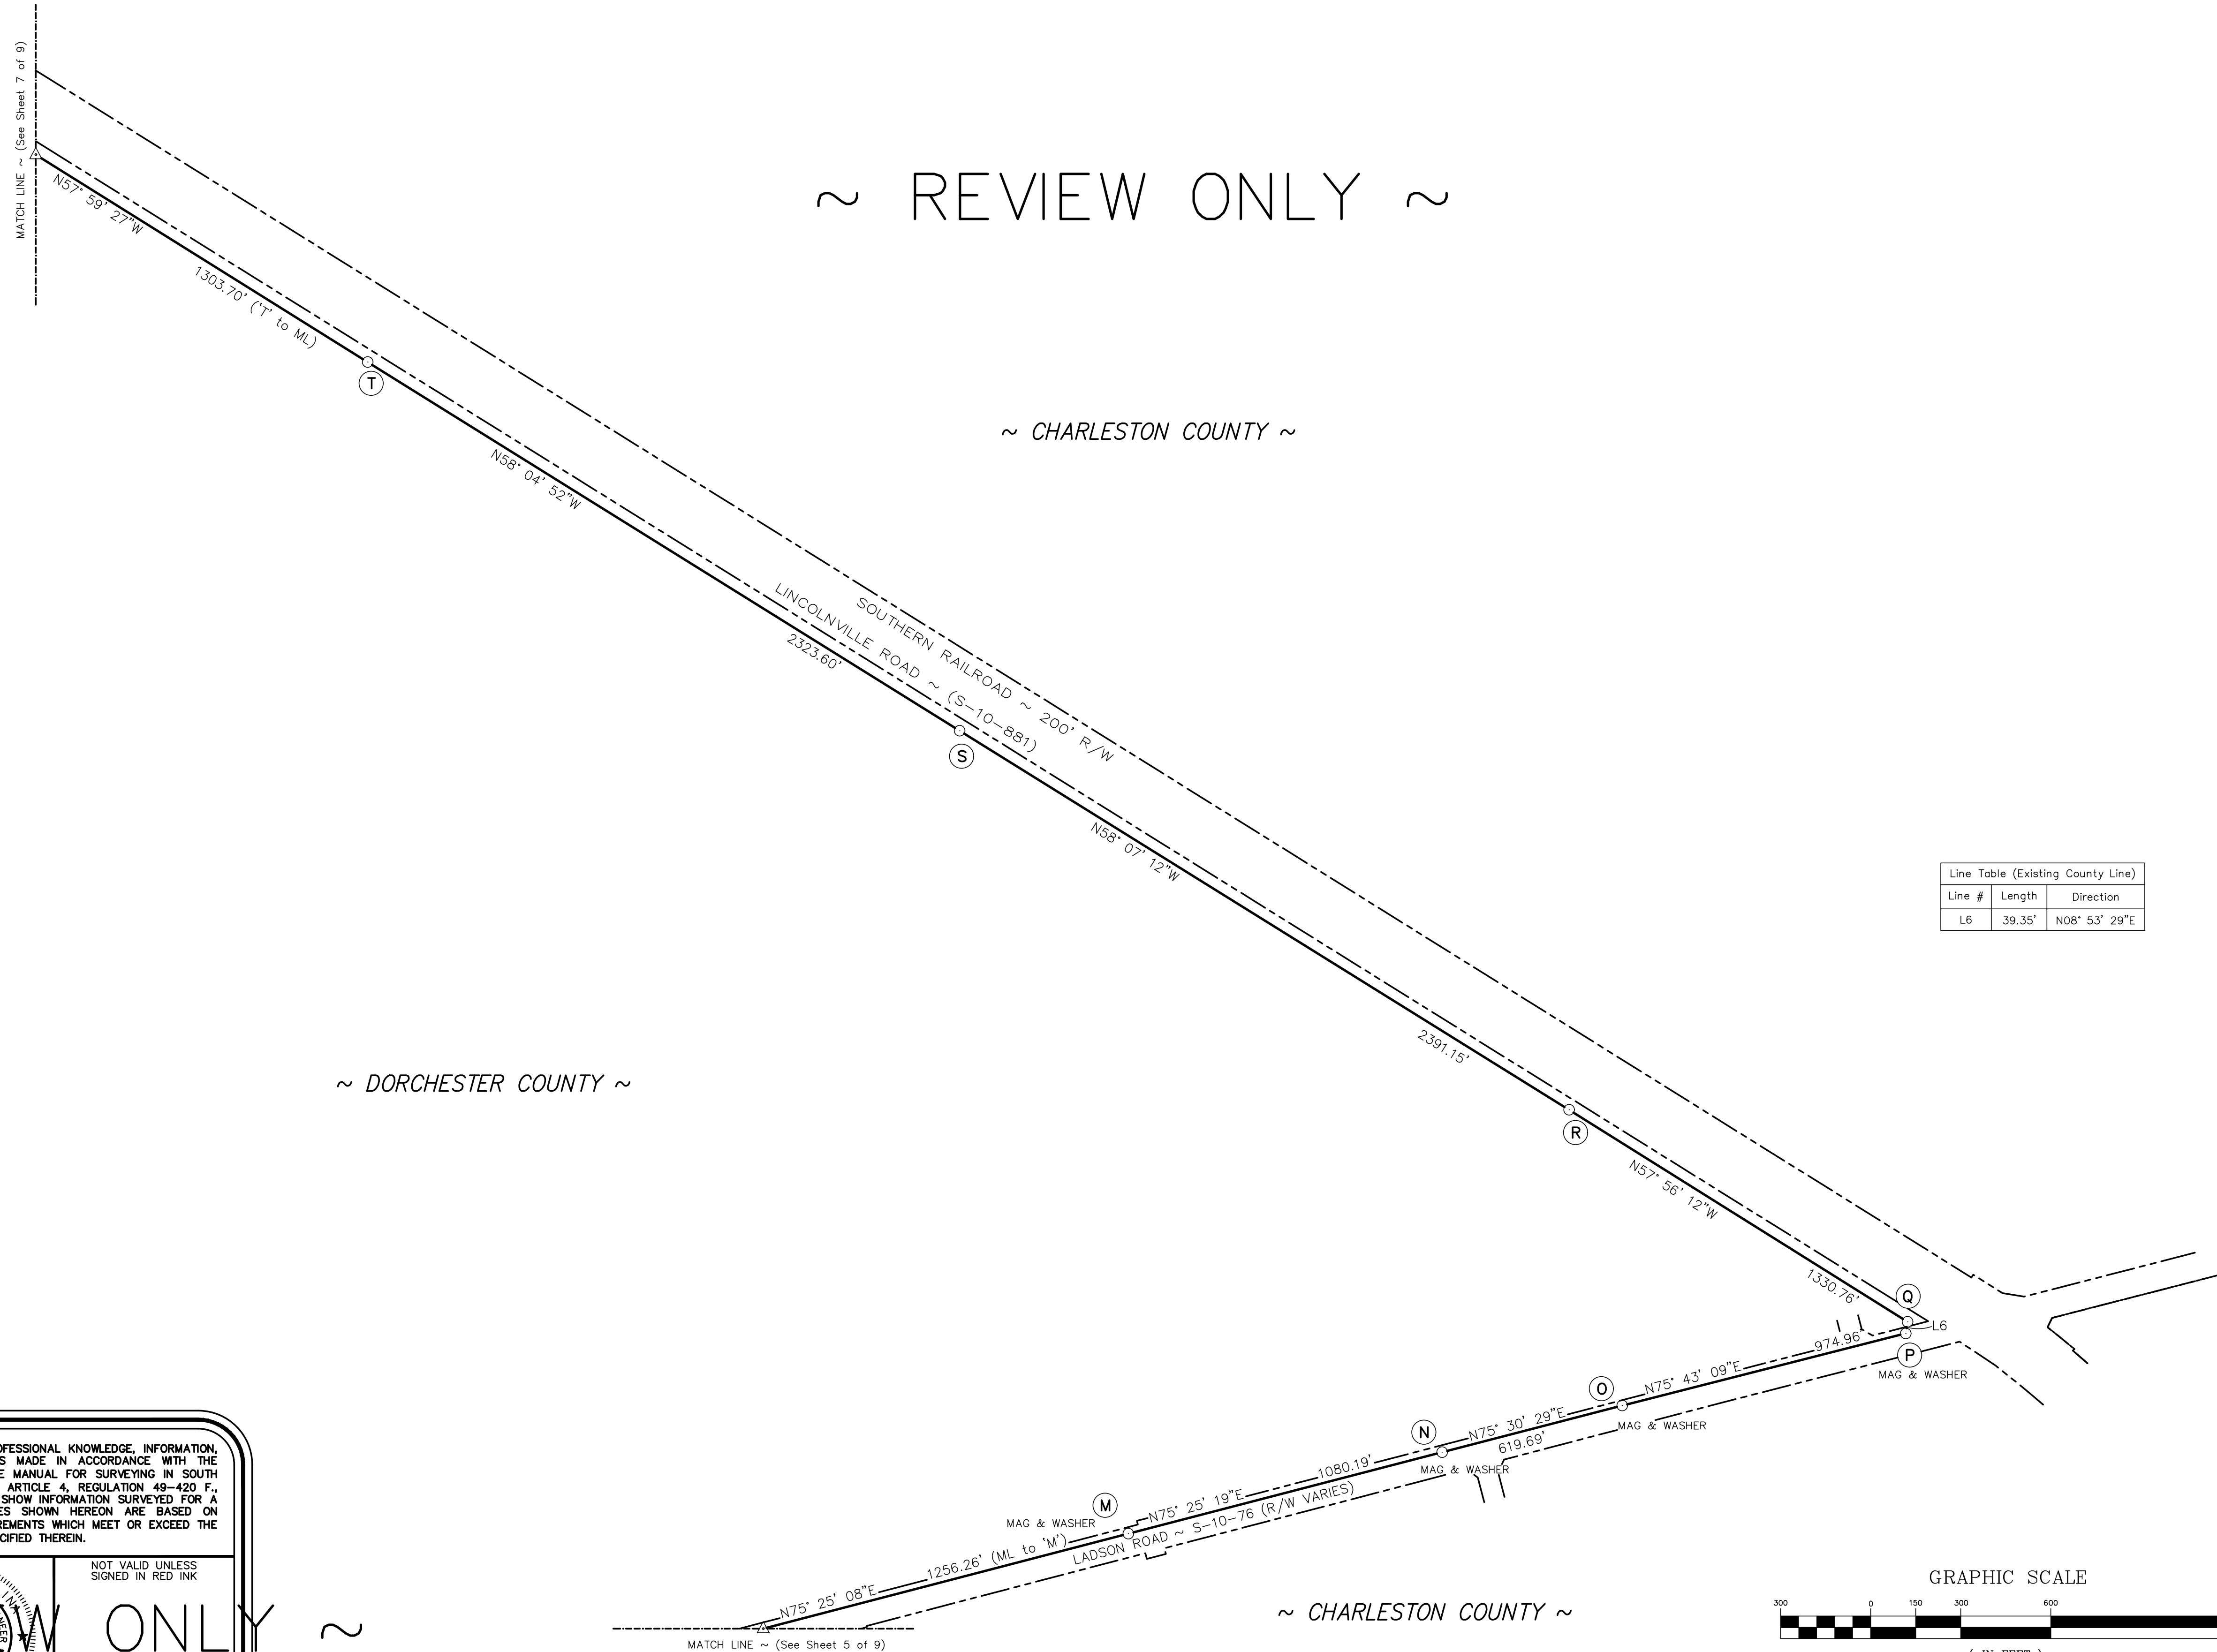 MATCH LINE ~ (See Sheet 7 of 9)
~ REVIEW ONLY ~
N57° 59' 27"W
1303.70' ('T' to ML)
T
~ CHARLESTON COUNTY ~
N58° 04' 52"W
2323.60'
LINCOLNVILLE ROAD ~ (S-10-881)
SOUTHERN RAILROAD ~ 200' R/W
S
N58° 07' 12"W
2391.15'
Line Table (Existing County Line)
Line # Length Direction
L6 39.35' N08° 53' 29"E
~ DORCHESTER COUNTY ~
R
N57° 56' 12"W
1330.76'
Q
L6
P
MAG & WASHER
974.96'
N75° 43' 09"E
O
MAG & WASHER
N75° 30' 29"E
619.69'
N
MAG & WASHER
1080.19'
N75° 25' 19"E
LADSON ROAD ~ S-10-76 (R/W VARIES)
M
MAG & WASHER
1256.26' (ML to 'M')
N75° 25' 08"E
MATCH LINE ~ (See Sheet 5 of 9)
~ CHARLESTON COUNTY ~
OFESSIONAL KNOWLEDGE, INFORMATION,
S MADE IN ACCORDANCE WITH THE
E MANUAL FOR SURVEYING IN SOUTH
ARTICLE 4, REGULATION 49-420 F.,
SHOW INFORMATION SURVEYED FOR A
ES SHOWN HEREON ARE BASED ON
REMENTS WHICH MEET OR EXCEED THE
CIFIED THEREIN.
NOT VALID UNLESS
SIGNED IN RED INK
W ONLY ~
GRAPHIC SCALE
300 0 150 300 600
( IN FEET )